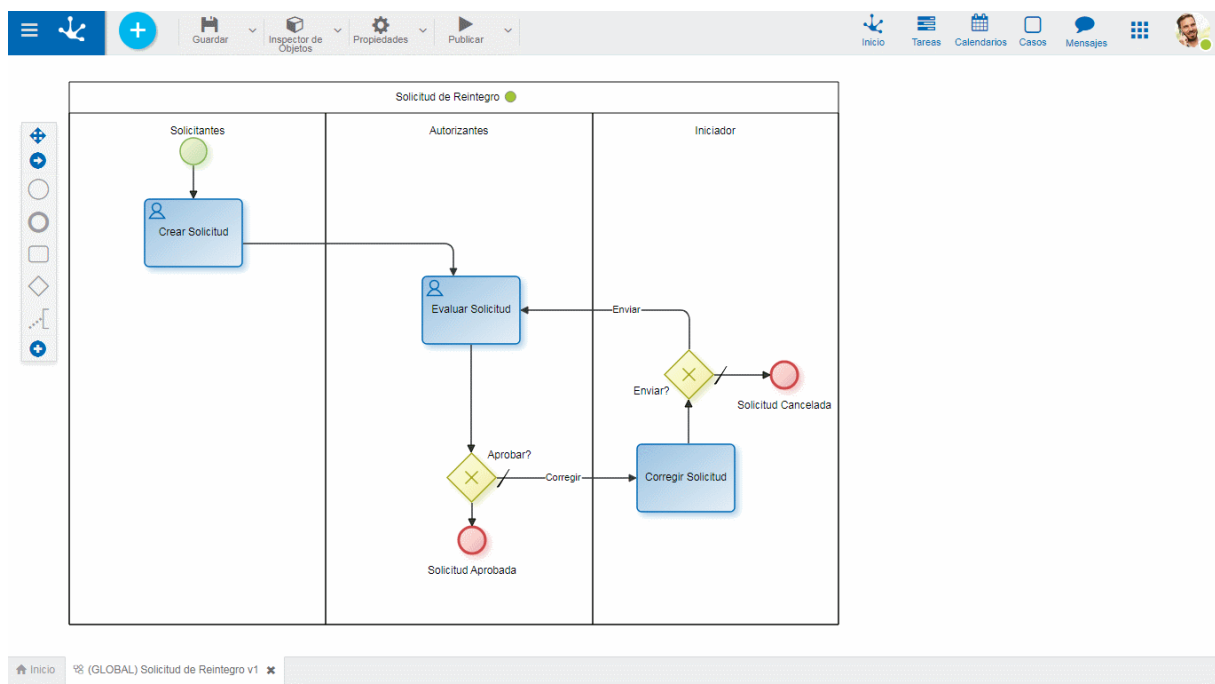 Guardar
Inspector de
Objetos
Propiedades
Publicar
Inicio
Tareas
Calendarios
Casos
Mensajes
Solicitud de Reintegro
Solicitantes
Autorizantes
Iniciador
Crear Solicitud
Evaluar Solicitud
Enviar
Enviar?
Solicitud Cancelada
Aprobar?
Corregir
Corregir Solicitud
Solicitud Aprobada
Inicio
(GLOBAL) Solicitud de Reintegro v1